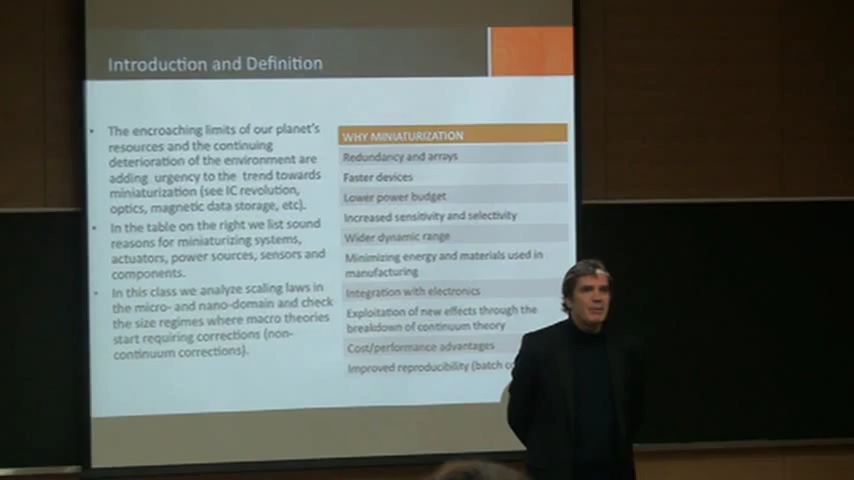 Introduction and Definition
• The encroaching limits of our planet's
resources and the continuing
deterioration of the environment are
adding urgency to the trend towards
miniaturization (see IC revolution,
optics, magnetic data storage, etc).
• In the table on the right we list sound
reasons for miniaturizing systems,
actuators, power sources, sensors and
components.
• In this class we analyze scaling laws in
the micro- and nano-domain and check
the size regimes where macro theories
start requiring corrections (non-
continuum corrections).
WHY MINIATURIZATION
Redundancy and arrays
Faster devices
Lower power budget
Increased sensitivity and selectivity
Wider dynamic range
Minimizing energy and materials used in
manufacturing
Integration with electronics
Exploitation of new effects through the
breakdown of continuum theory
Cost/performance advantages
Improved reproducibility (batch